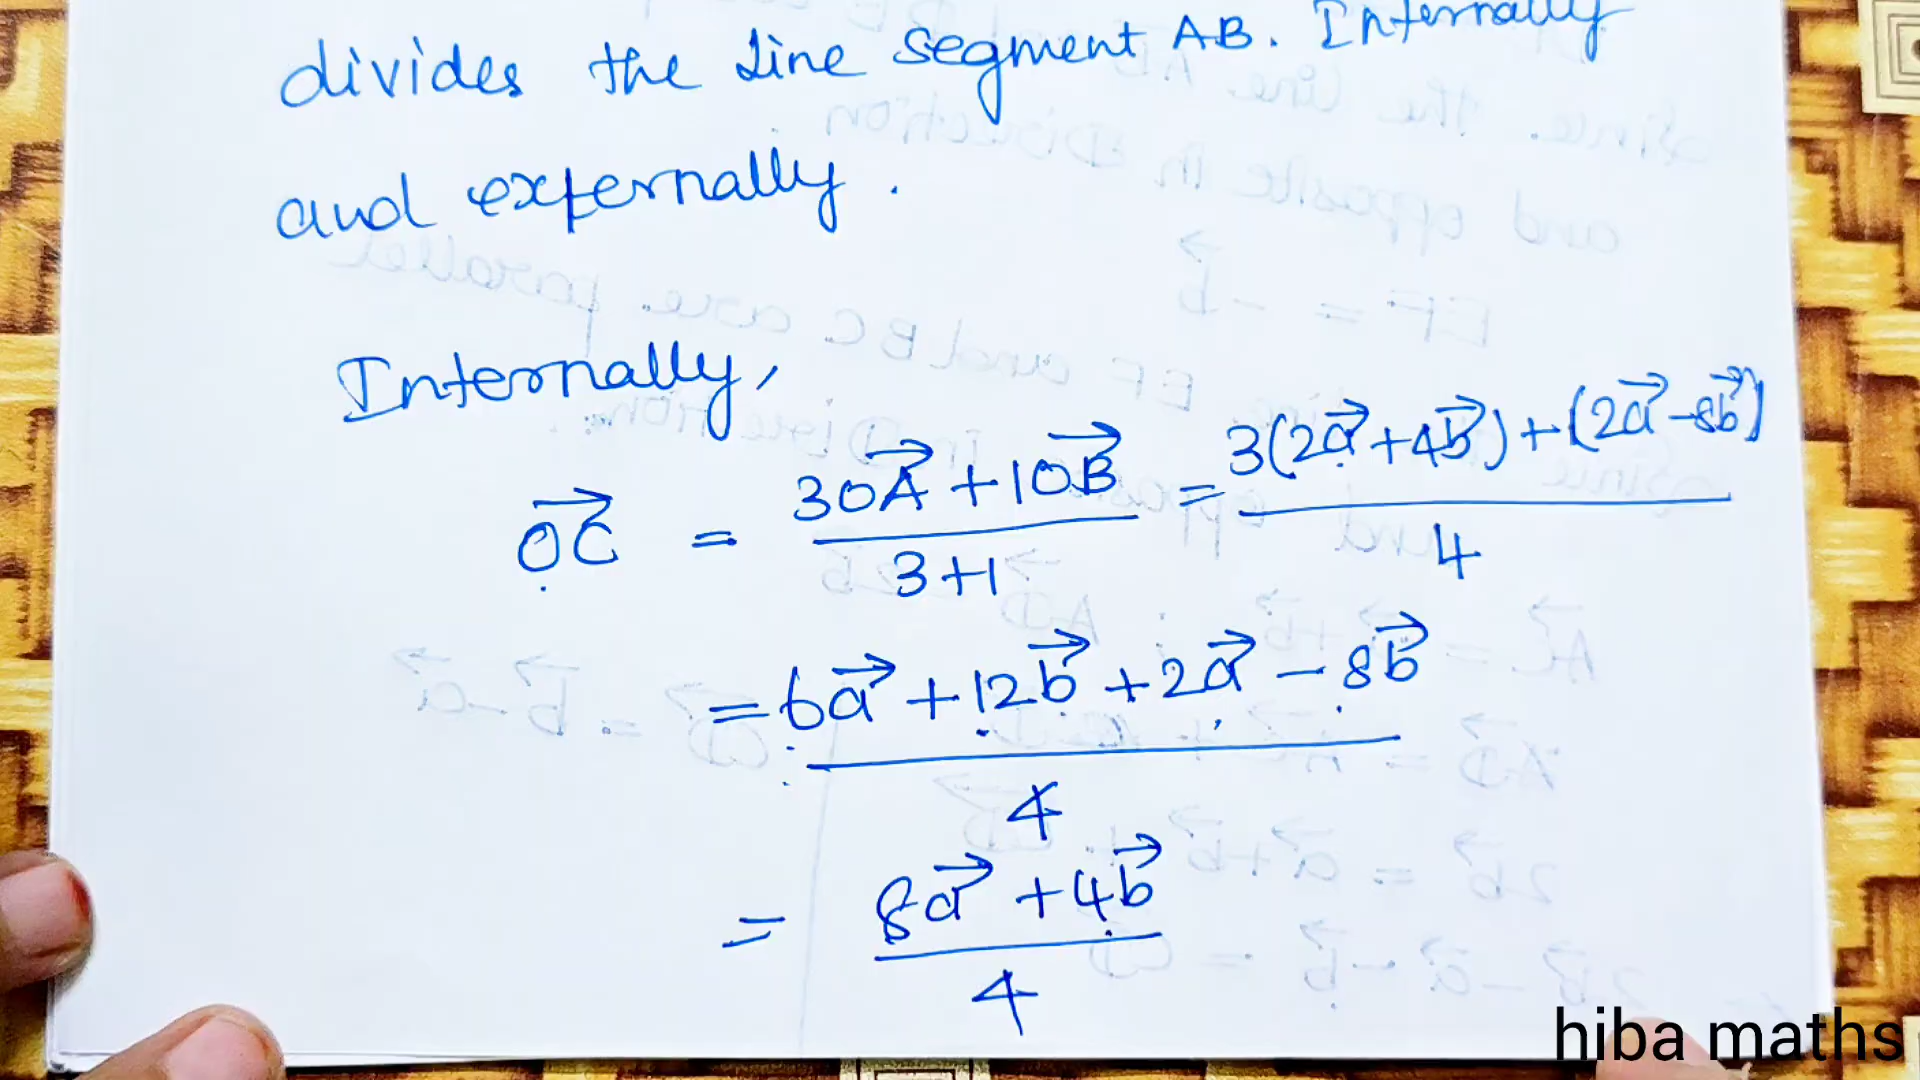 divides the line segment AB. Internally
and externally.
Internally,
OC⃗ = 3OA⃗ + 1OB⃗ / 3+1 = 3(2a⃗ + 4b⃗) + (2a⃗ - 8b⃗) / 4
= 6a⃗ + 12b⃗ + 2a⃗ - 8b⃗ / 4
= 8a⃗ + 4b⃗ / 4
hiba maths